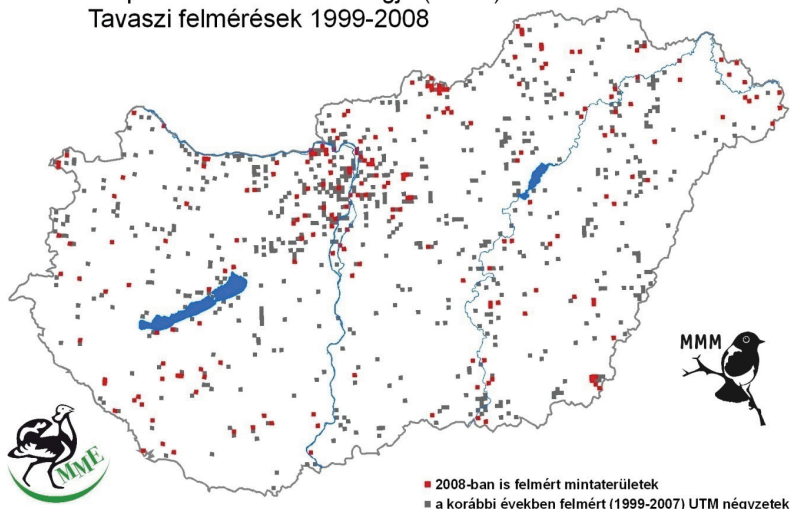 Tavaszi felmérések 1999-2008
MMM
MME
2008-ban is felmért mintaterületek
a korábbi években felmért (1999-2007) UTM négyzetek